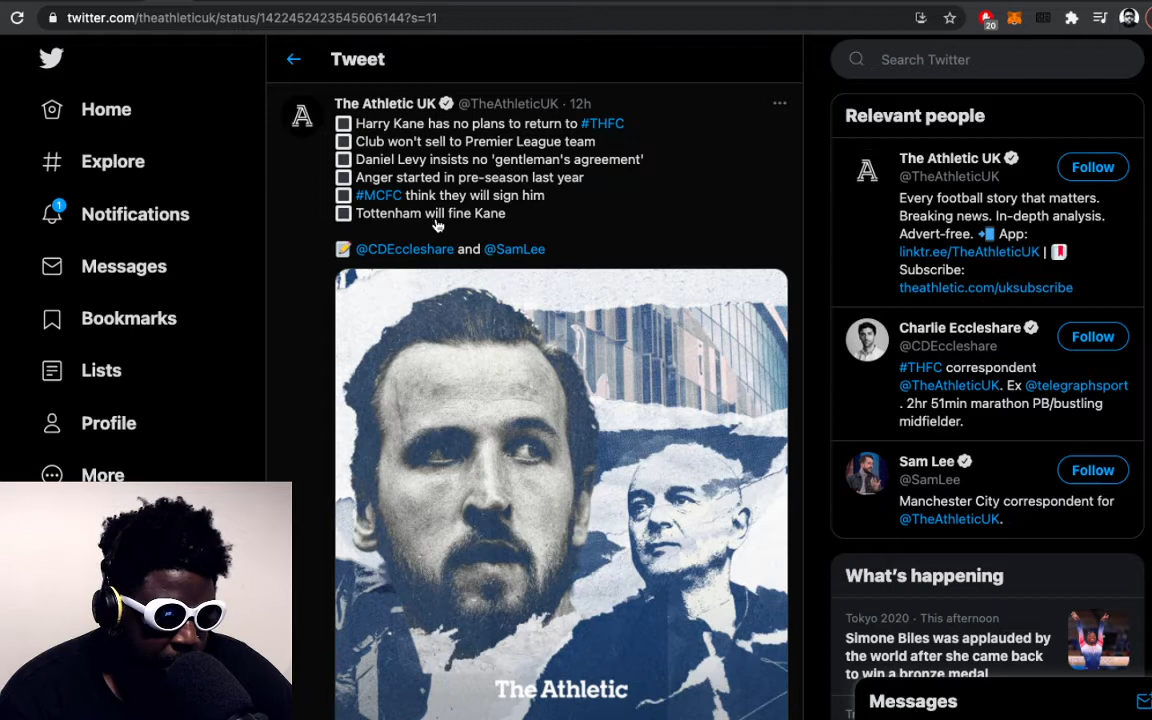 twitter.com/theathleticuk/status/1422452423545606144?s=11
20
Tweet
Search Twitter
Home
Explore
1
Notifications
Messages
Bookmarks
Lists
Profile
More
The Athletic UK @TheAthleticUK · 12h
Harry Kane has no plans to return to #THFC
Club won't sell to Premier League team
Daniel Levy insists no 'gentleman's agreement'
Anger started in pre-season last year
#MCFC think they will sign him
Tottenham will fine Kane
@CDEccleshare and @SamLee
The Athletic
Relevant people
The Athletic UK
@TheAthleticUK
Follow
Every football story that matters.
Breaking news. In-depth analysis.
Advert-free. App:
linktr.ee/TheAthleticUK |
Subscribe:
theathletic.com/uksubscribe
Charlie Eccleshare
@CDEccleshare
Follow
#THFC correspondent
@TheAthleticUK. Ex @telegraphsport
. 2hr 51min marathon PB/bustling
midfielder.
Sam Lee
@SamLee
Follow
Manchester City correspondent for
@TheAthleticUK.
What's happening
Tokyo 2020 · This afternoon
Simone Biles was applauded by
the world after she came back
to win a bronze medal
Messages